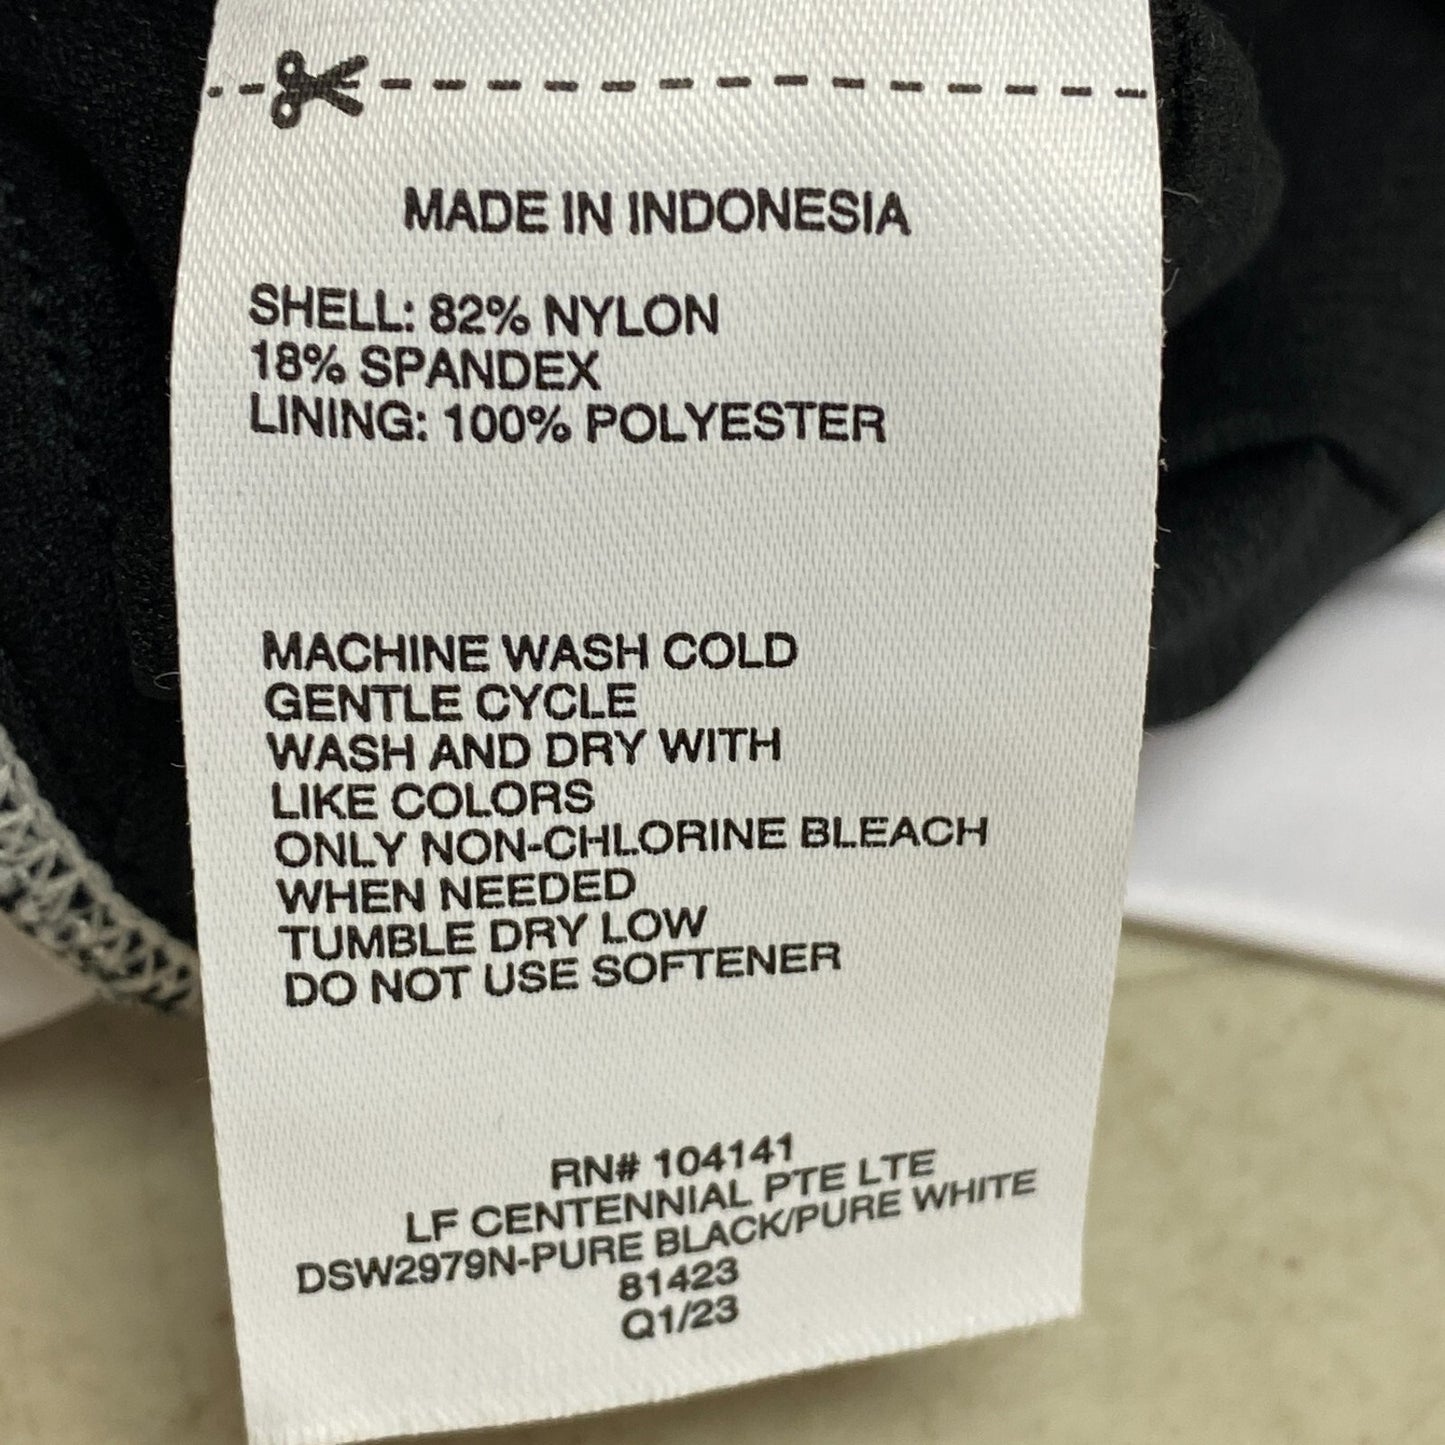 MADE IN INDONESIA
SHELL: 82% NYLON
18% SPANDEX
LINING: 100% POLYESTER
MACHINE WASH COLD
GENTLE CYCLE
WASH AND DRY WITH
LIKE COLORS
ONLY NON-CHLORINE BLEACH
WHEN NEEDED
TUMBLE DRY LOW
DO NOT USE SOFTENER
RN# 104141
LF CENTENNIAL PTE LTE
DSW2979N-PURE BLACK/PURE WHITE
81423
Q1/23